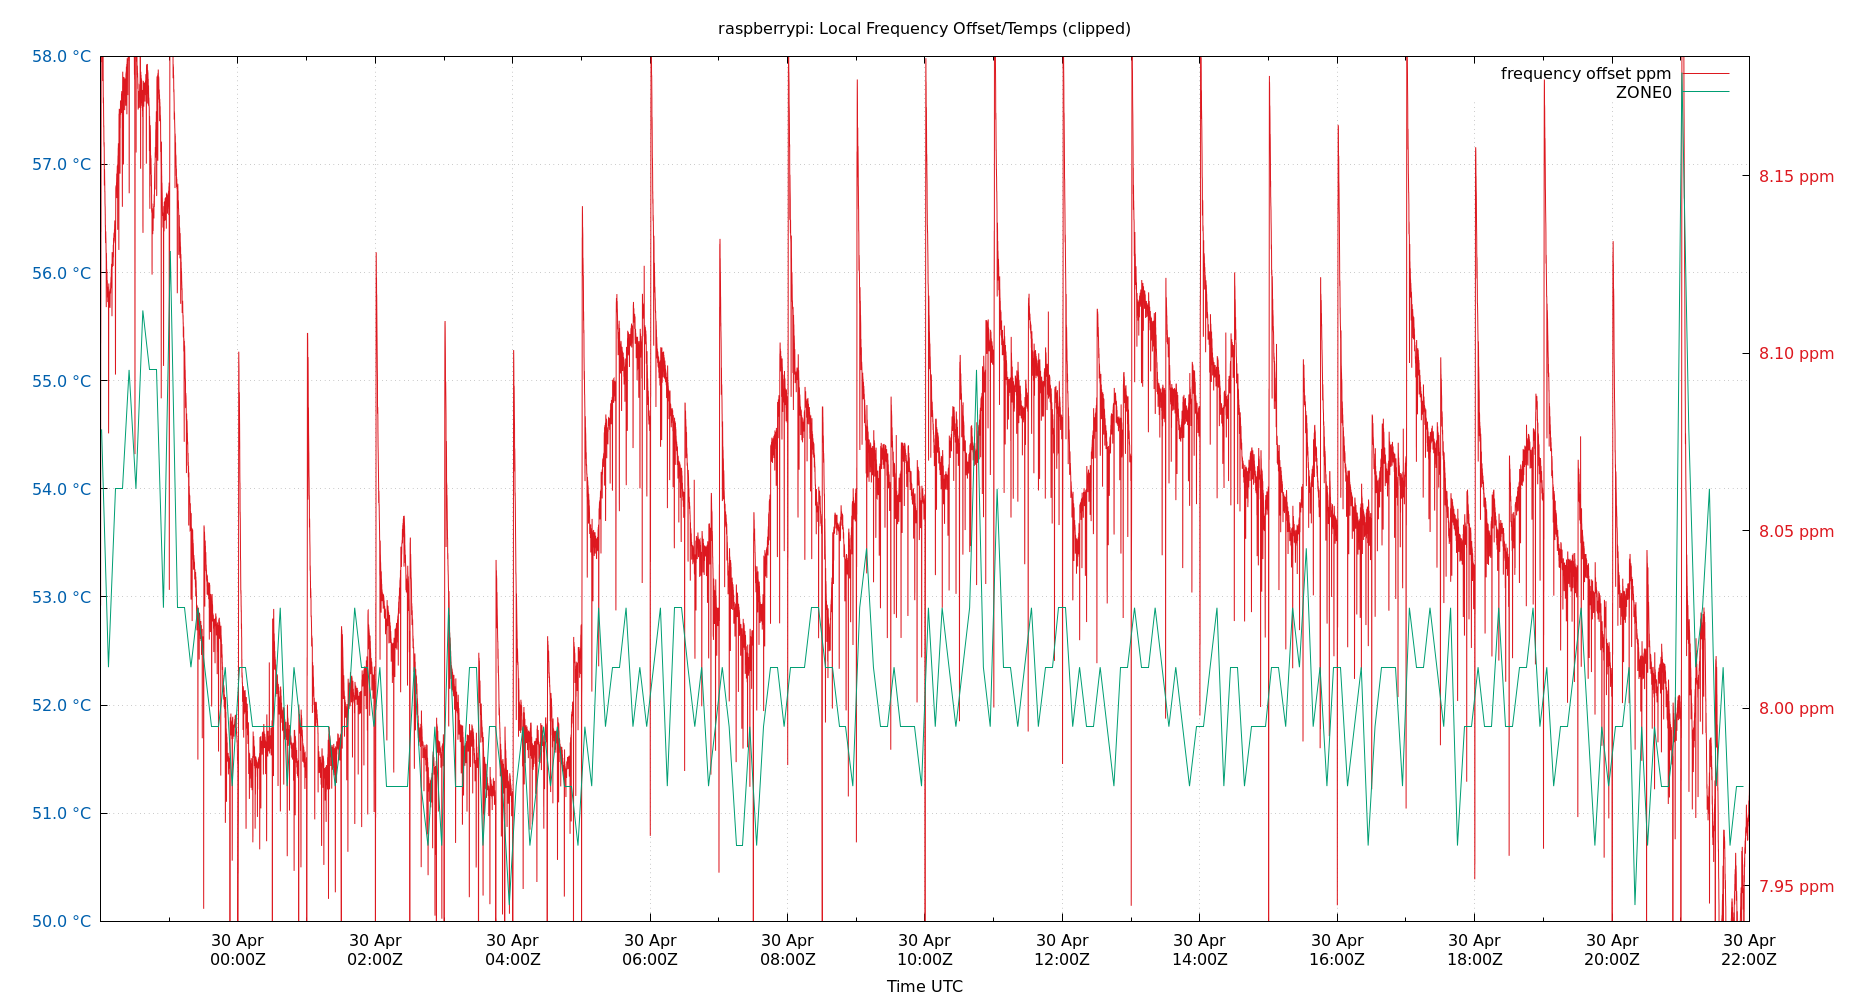 raspberrypi: Local Frequency Offset/Temps (clipped)
58.0 °C
57.0 °C
56.0 °C
55.0 °C
54.0 °C
53.0 °C
52.0 °C
51.0 °C
50.0 °C
frequency offset ppm
ZONE0
8.15 ppm
8.10 ppm
8.05 ppm
8.00 ppm
7.95 ppm
30 Apr 30 Apr 30 Apr 30 Apr 30 Apr 30 Apr 30 Apr 30 Apr 30 Apr 30 Apr 30 Apr 30 Apr
00:00Z 02:00Z 04:00Z 06:00Z 08:00Z 10:00Z 12:00Z 14:00Z 16:00Z 18:00Z 20:00Z 22:00Z
Time UTC